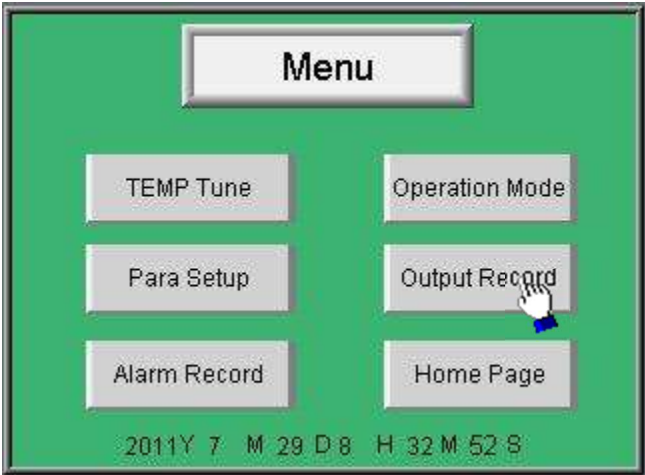 Menu
TEMP Tune
Operation Mode
Para Setup
Output Record
Alarm Record
Home Page
2011Y 7 M 29 D 8 H 32 M 52 S